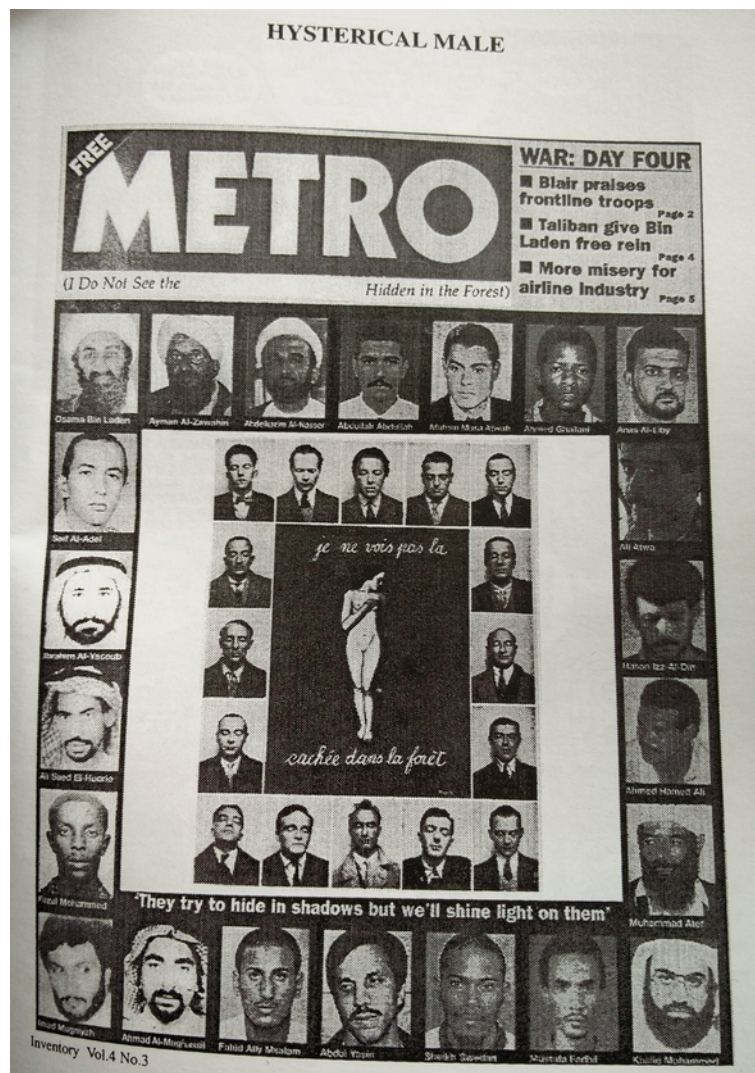 HYSTERICAL MALE
FREE
METRO
WAR: DAY FOUR
■ Blair praises
frontline troops
Page 2
■ Taliban give Bin
Laden free rein
Page 4
■ More misery for
airline industry Page 5
(I Do Not See the Hidden in the Forest)
Osama Bin Laden Ayman Al-Zawahiri Abdelkarim Al-Nasser Abdullah Abdullah Muhsin Musa Atwah Ahmed Ghailani Anas Al-Liby
Saif Al-Adel
Ali Atwa
Ibrahim Al-Yacoub
Hasan Izz-Al-Din
Ali Saed El-Hoorie
Ahmed Hamed Ali
Fazul Mohammed
Muhammad Atef
je ne vois pas la
cachée dans la forêt
'They try to hide in shadows but we'll shine light on them'
Imad Mugniyah Ahmad Al-Mughassil Fahid Ally Msalam Abdul Yasin Sheikh Swedan Mustafa Fadhil Khalid Mohammed
Inventory Vol.4 No.3